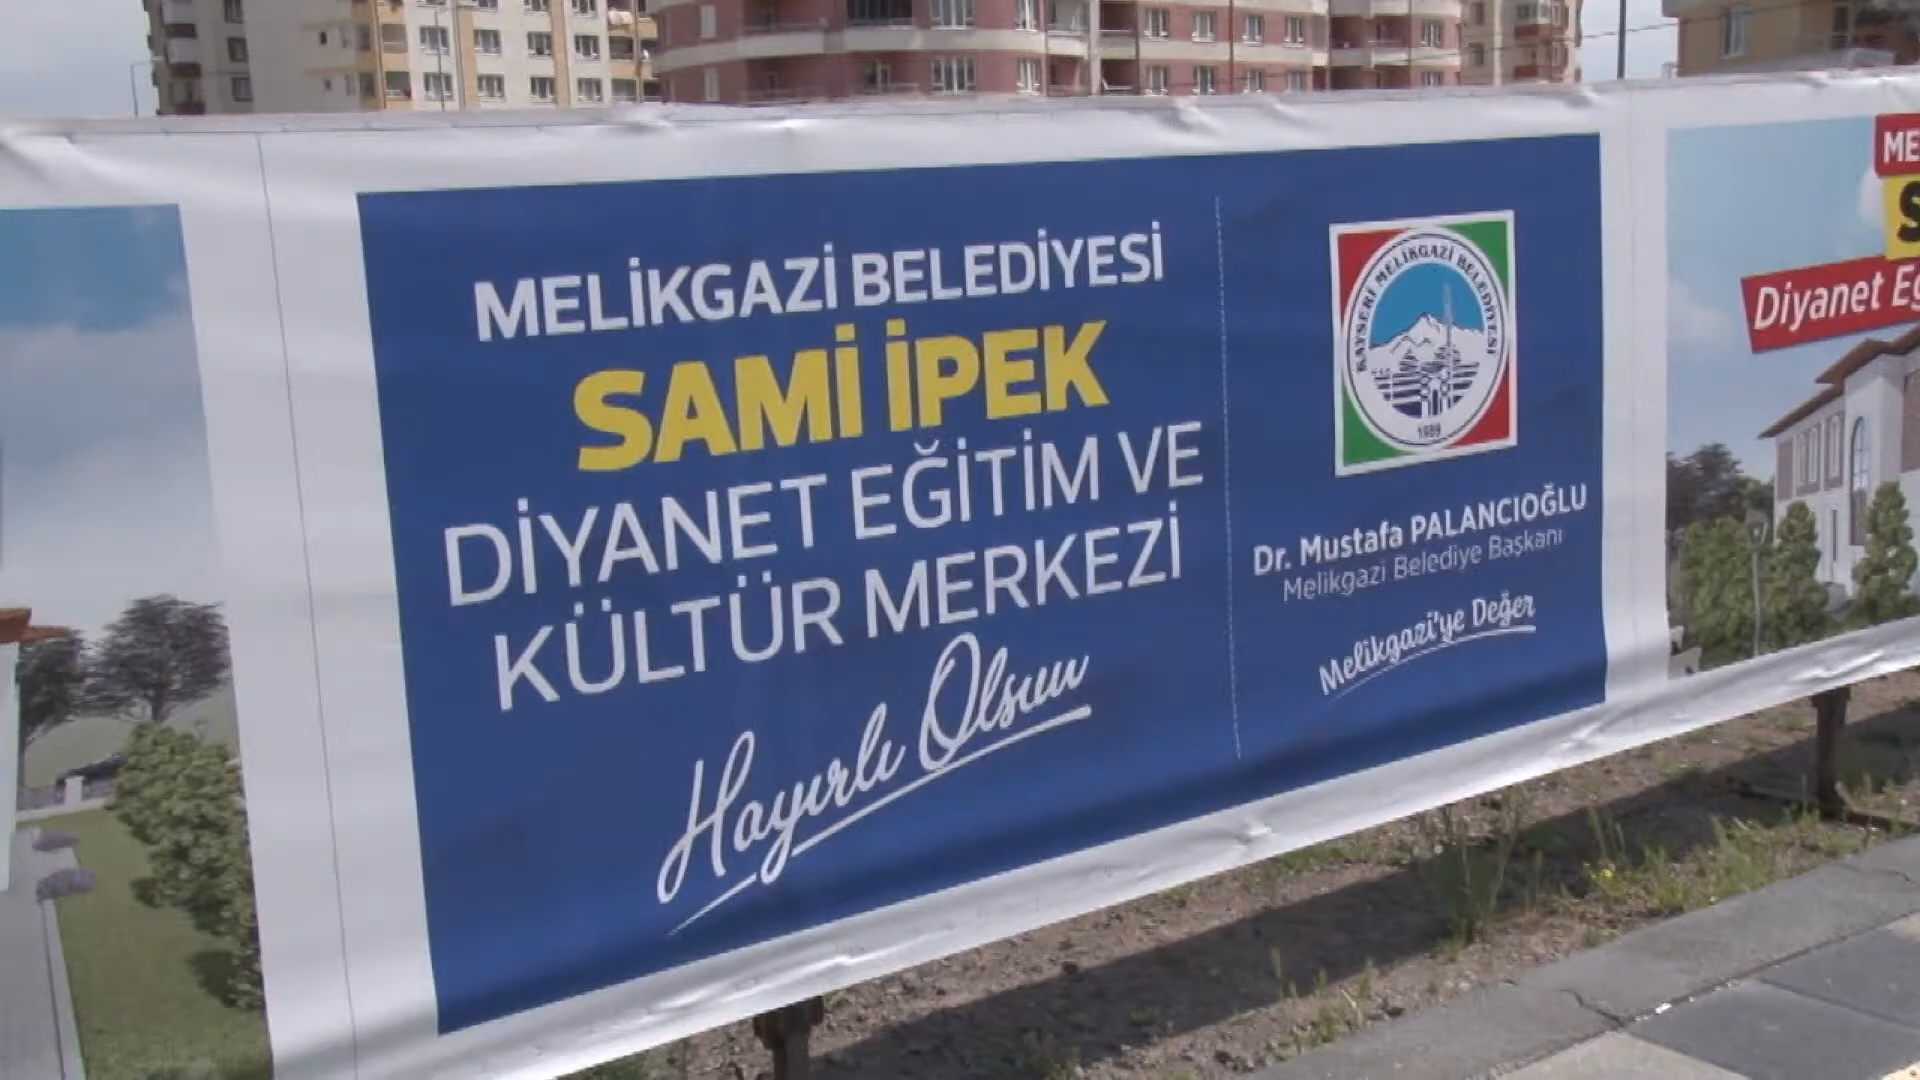 MELİKGAZİ BELEDİYESİ
SAMİ İPEK
DİYANET EĞİTİM VE
KÜLTÜR MERKEZİ
Hayırlı Olsun
KAYSERİ MELİKGAZİ BELEDİYESİ
1989
Dr. Mustafa PALANCIOĞLU
Melikgazi Belediye Başkanı
Melikgazi'ye Değer
ME
S
Diyanet Eğ